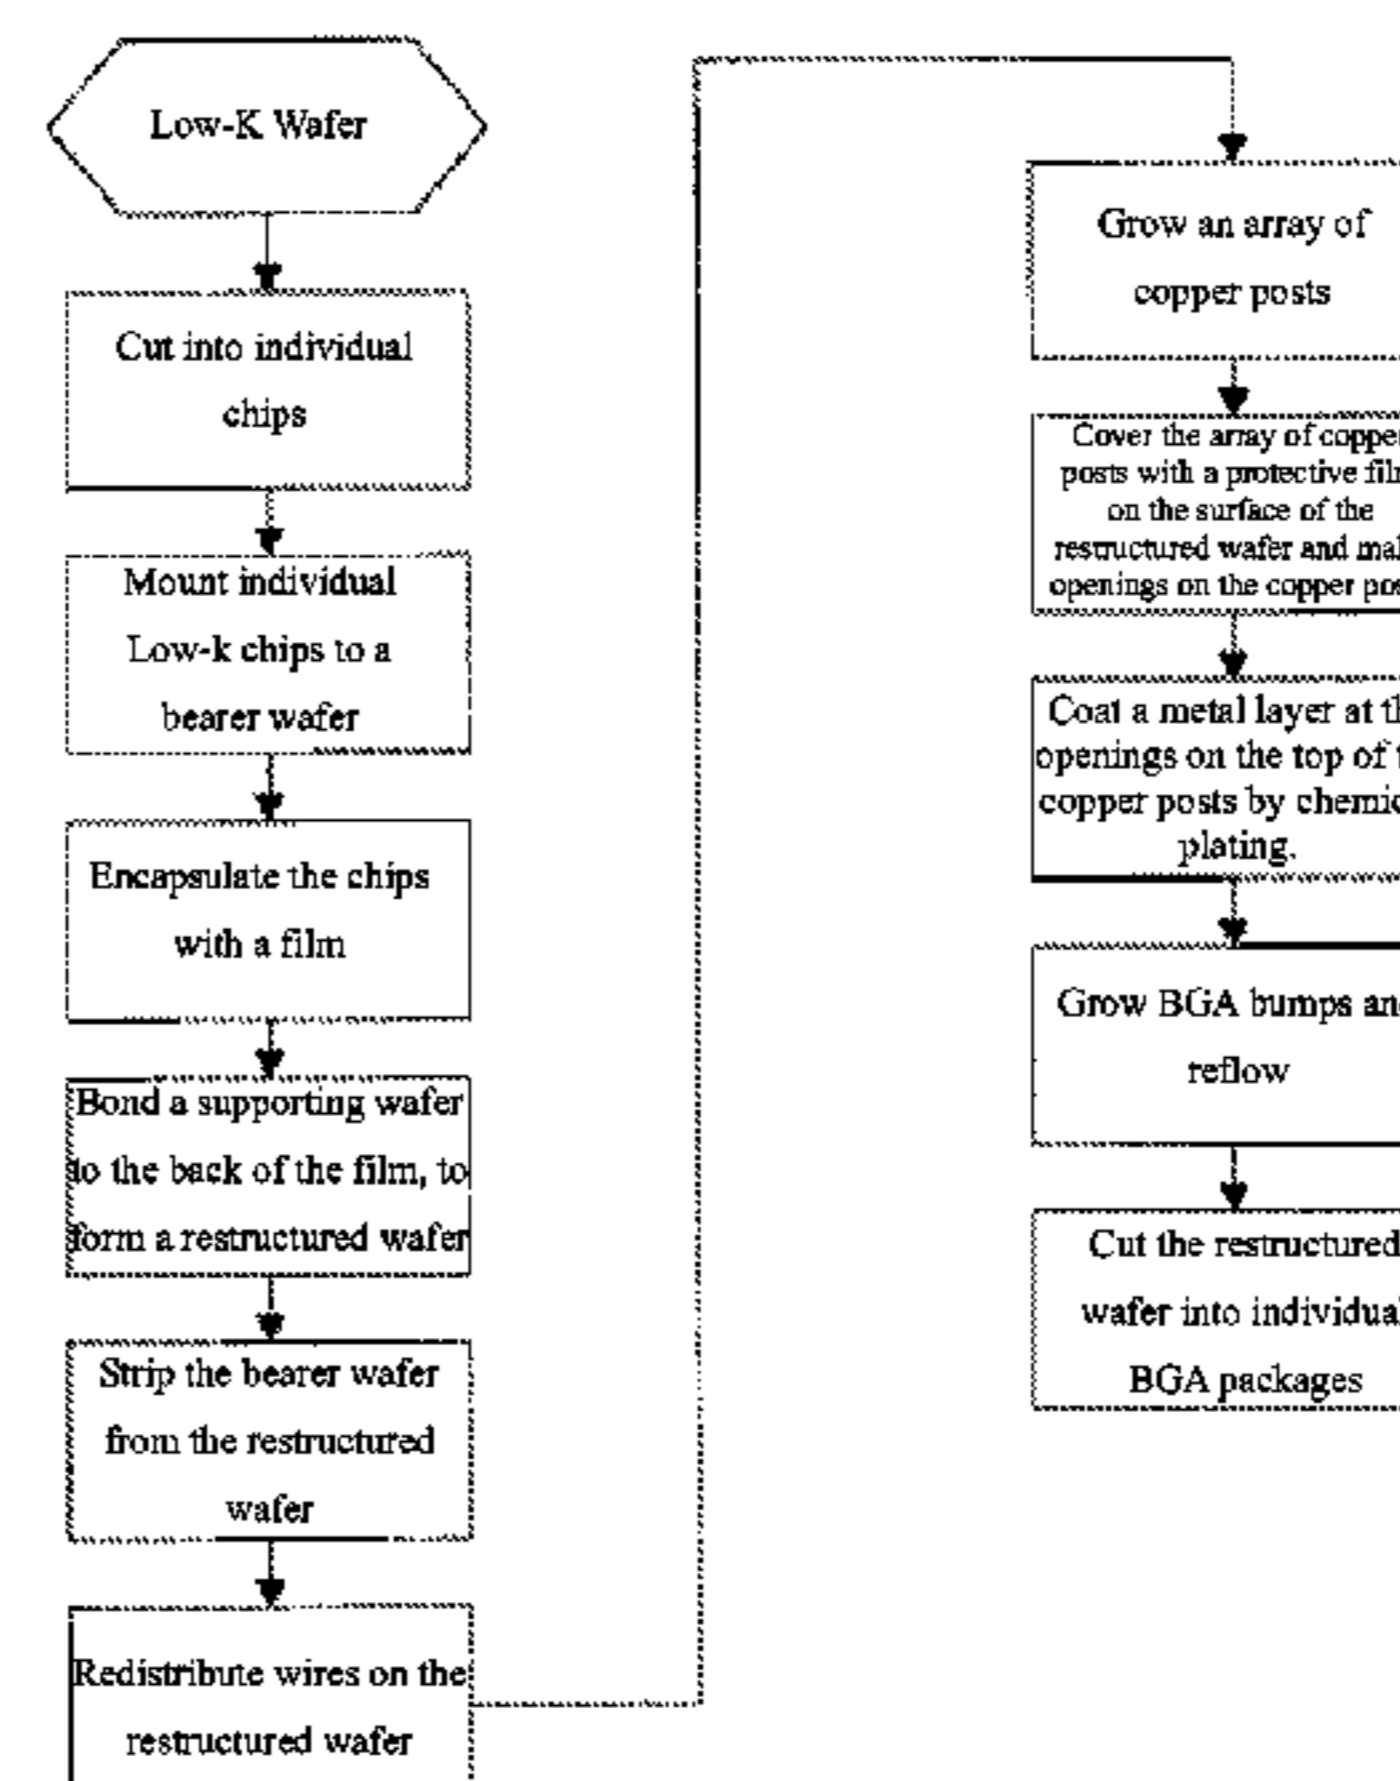 Low-K Wafer
Cut into individual
chips
Mount individual
Low-k chips to a
bearer wafer
Encapsulate the chips
with a film
Bond a supporting wafer
to the back of the film, to
form a restructured wafer
Strip the bearer wafer
from the restructured
wafer
Redistribute wires on the
restructured wafer
Grow an array of
copper posts
Cover the array of copper
posts with a protective
on the surface of the
restructured wafer and
openings on the copper
Coat a metal layer at
openings on the top of
copper posts by
plating.
Grow BGA bumps
reflow
Cut the restructured
wafer into individual
BGA packages